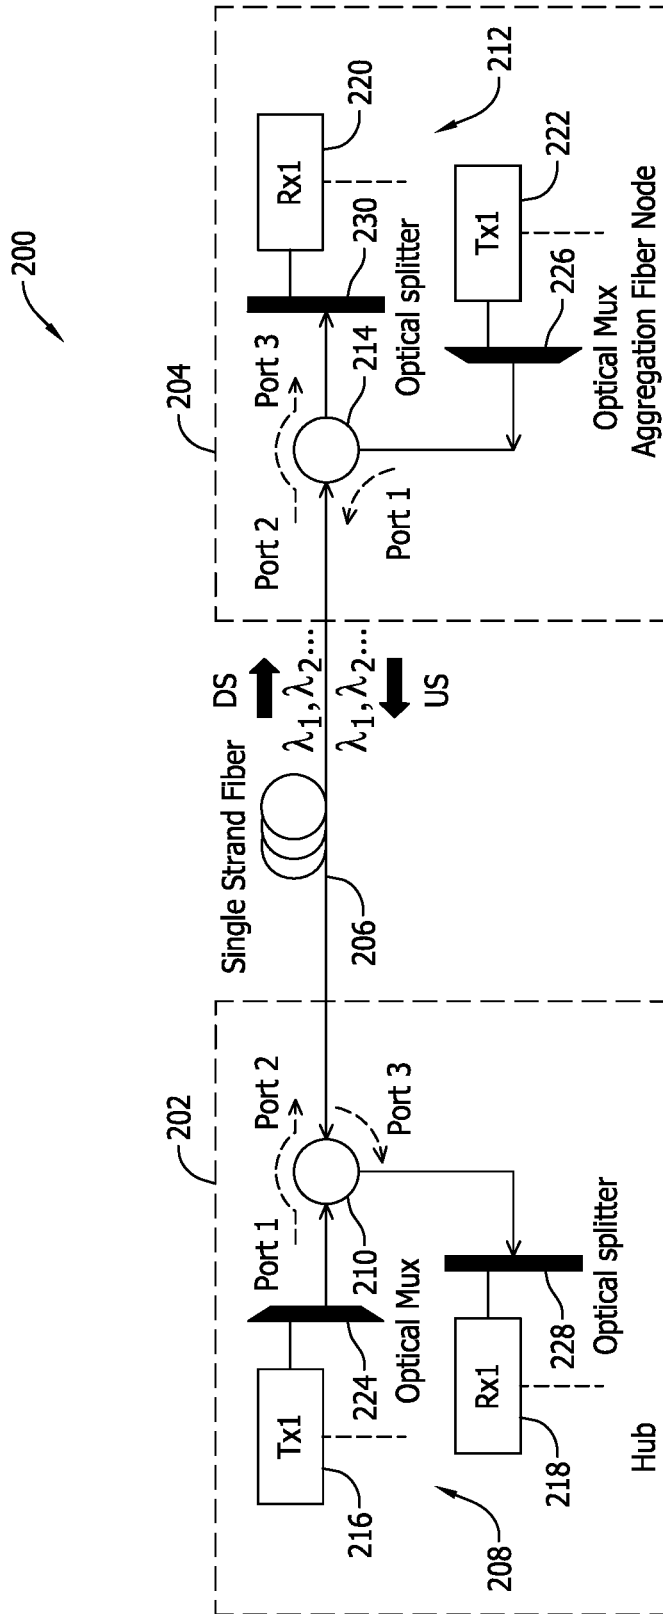 200
202
204
Port 1
Port 2
Single Strand Fiber
DS
λ1, λ2...
λ1, λ2...
US
206
Port 2
Port 3
Port 1
Port 3
Tx1
216
224
Optical Mux
210
214
Optical splitter
230
Rx1
220
208
212
Rx1
218
228
Optical splitter
Hub
Tx1
222
226
Optical Mux
Aggregation Fiber Node